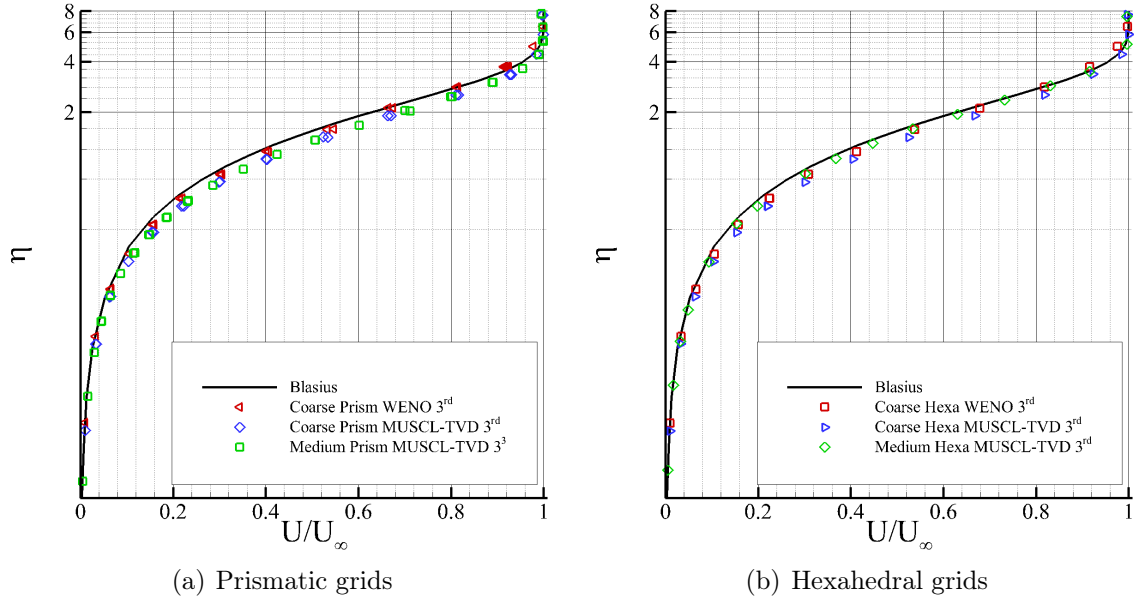 8
6
4
2
η
0
0.2
0.4
0.6
0.8
1
U/U∞
Blasius
Coarse Prism WENO 3rd
Coarse Prism MUSCL-TVD 3rd
Medium Prism MUSCL-TVD 33
(a) Prismatic grids
8
6
4
2
η
0
0.2
0.4
0.6
0.8
1
U/U∞
Blasius
Coarse Hexa WENO 3rd
Coarse Hexa MUSCL-TVD 3rd
Medium Hexa MUSCL-TVD 3rd
(b) Hexahedral grids